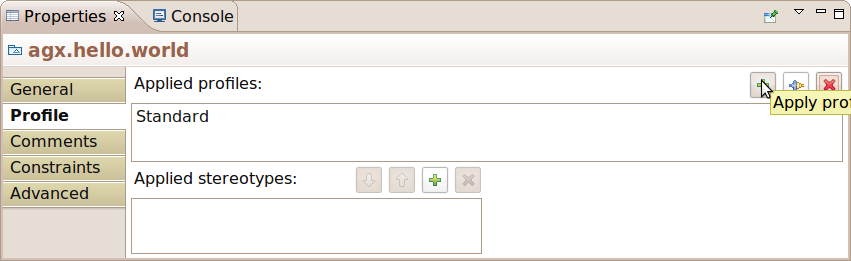 Properties Console
agx.hello.world
General
Profile
Comments
Constraints
Advanced
Applied profiles:
Apply prof
Standard
Applied stereotypes: